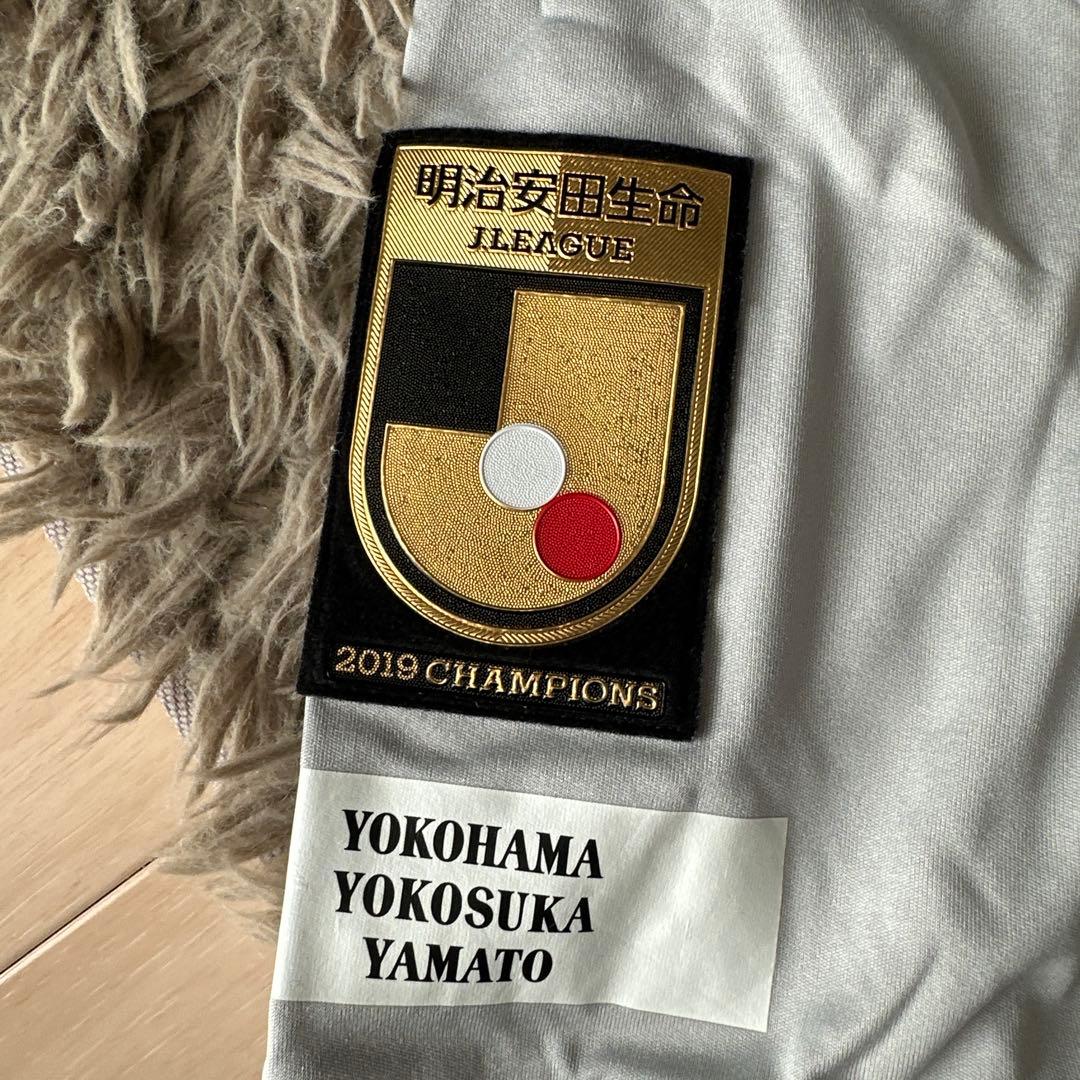 明治安田生命
J.LEAGUE
2019 CHAMPIONS
YOKOHAMA
YOKOSUKA
YAMATO